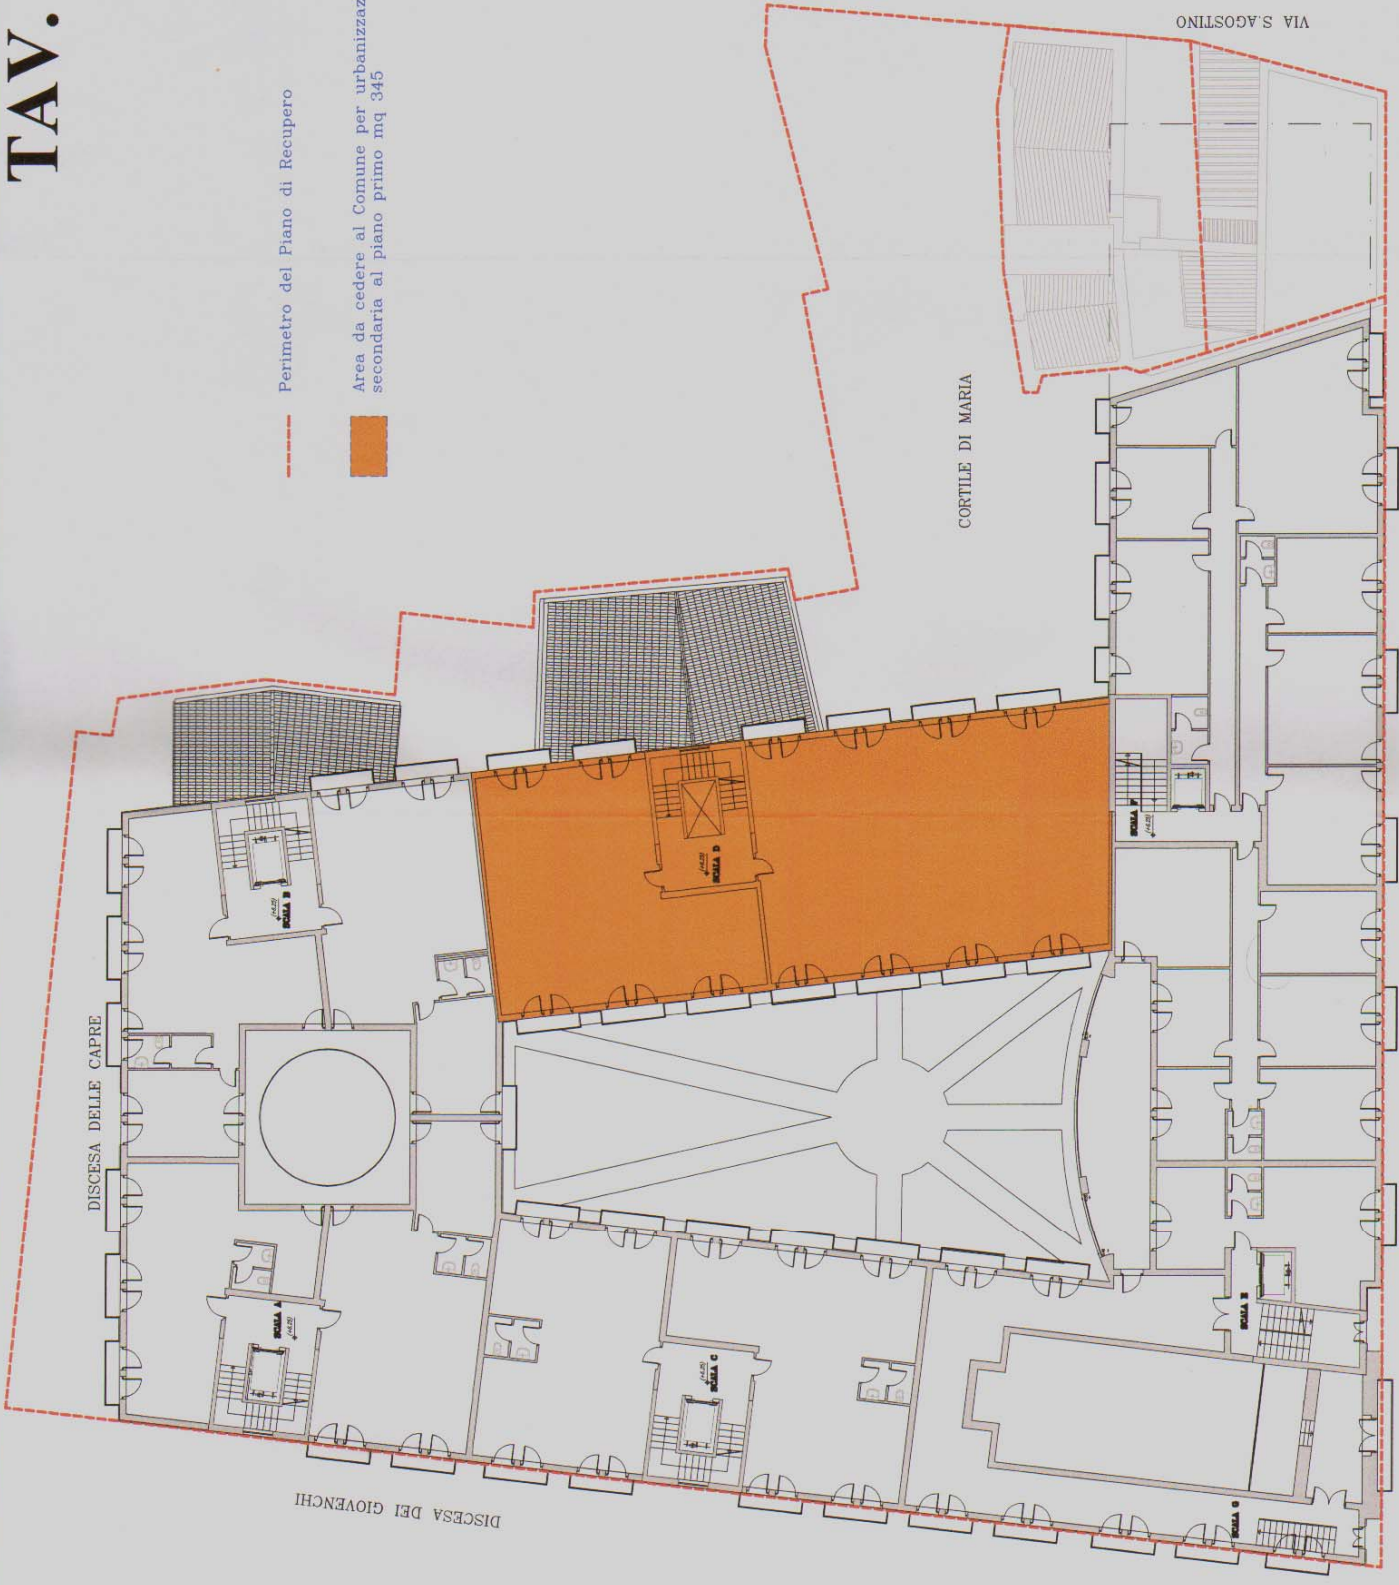 TAV.
Perimetro del Piano di Recupero
Area da cedere al Comune per urbanizzaz
secondaria al piano primo mq 345
VIA S.AGOSTINO
CORTILE DI MARIA
DISCESA DELLE CAPRE
DISCESA DEI GIOVENCHI
SCALA B
SCALA D
SCALA F
SCALA A
SCALA C
SCALA E
SCALA G